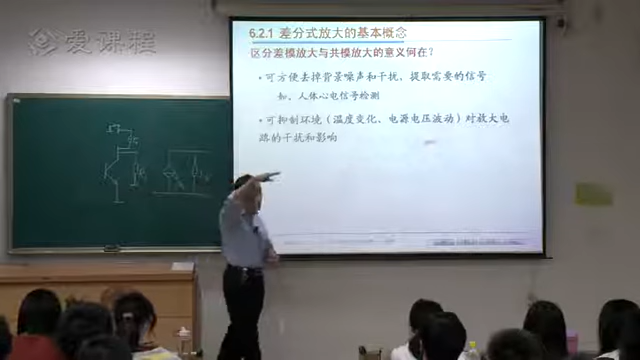 爱课程
6.2.1 差分式放大的基本概念
区分差模放大与共模放大的意义何在?
• 可方便去掉背景噪声和干扰，提取需要的信号
如，人体心电信号检测
• 可抑制环境（温度变化、电源电压波动）对放大电
路的干扰和影响